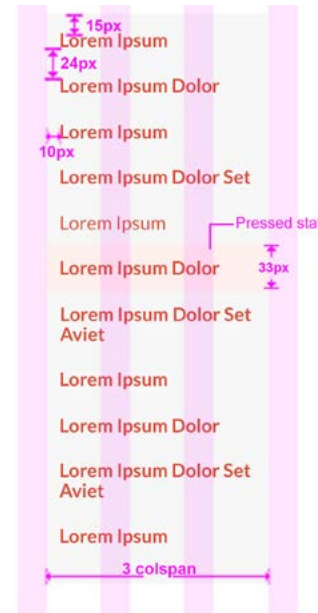 15px
Lorem Ipsum
24px
Lorem Ipsum Dolor
Lorem Ipsum
10px
Lorem Ipsum Dolor Set
Lorem Ipsum
Pressed sta
Lorem Ipsum Dolor
33px
Lorem Ipsum Dolor Set
Aviet
Lorem Ipsum
Lorem Ipsum Dolor
Lorem Ipsum Dolor Set
Aviet
Lorem Ipsum
3 colspan